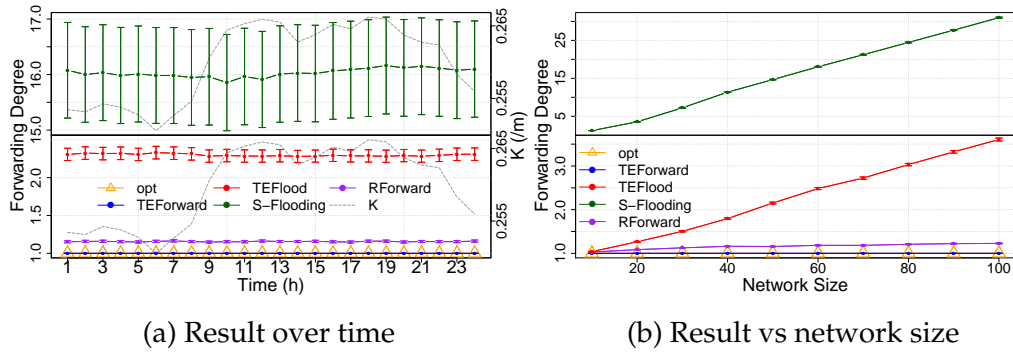 Forwarding Degree
17.0
16.0
15.0
2.0
1.5
1.0
0.265
0.255
0.265
0.255
K (/m)
opt
TEForward
TEFlood
S−Flooding
RForward
K
1 3 5 7 9 11 13 15 17 19 21 23
Time (h)
(a) Result over time
Forwarding Degree
25
15
5
3.0
2.0
1.0
opt
TEForward
TEFlood
S−Flooding
RForward
20 40 60 80 100
Network Size
(b) Result vs network size